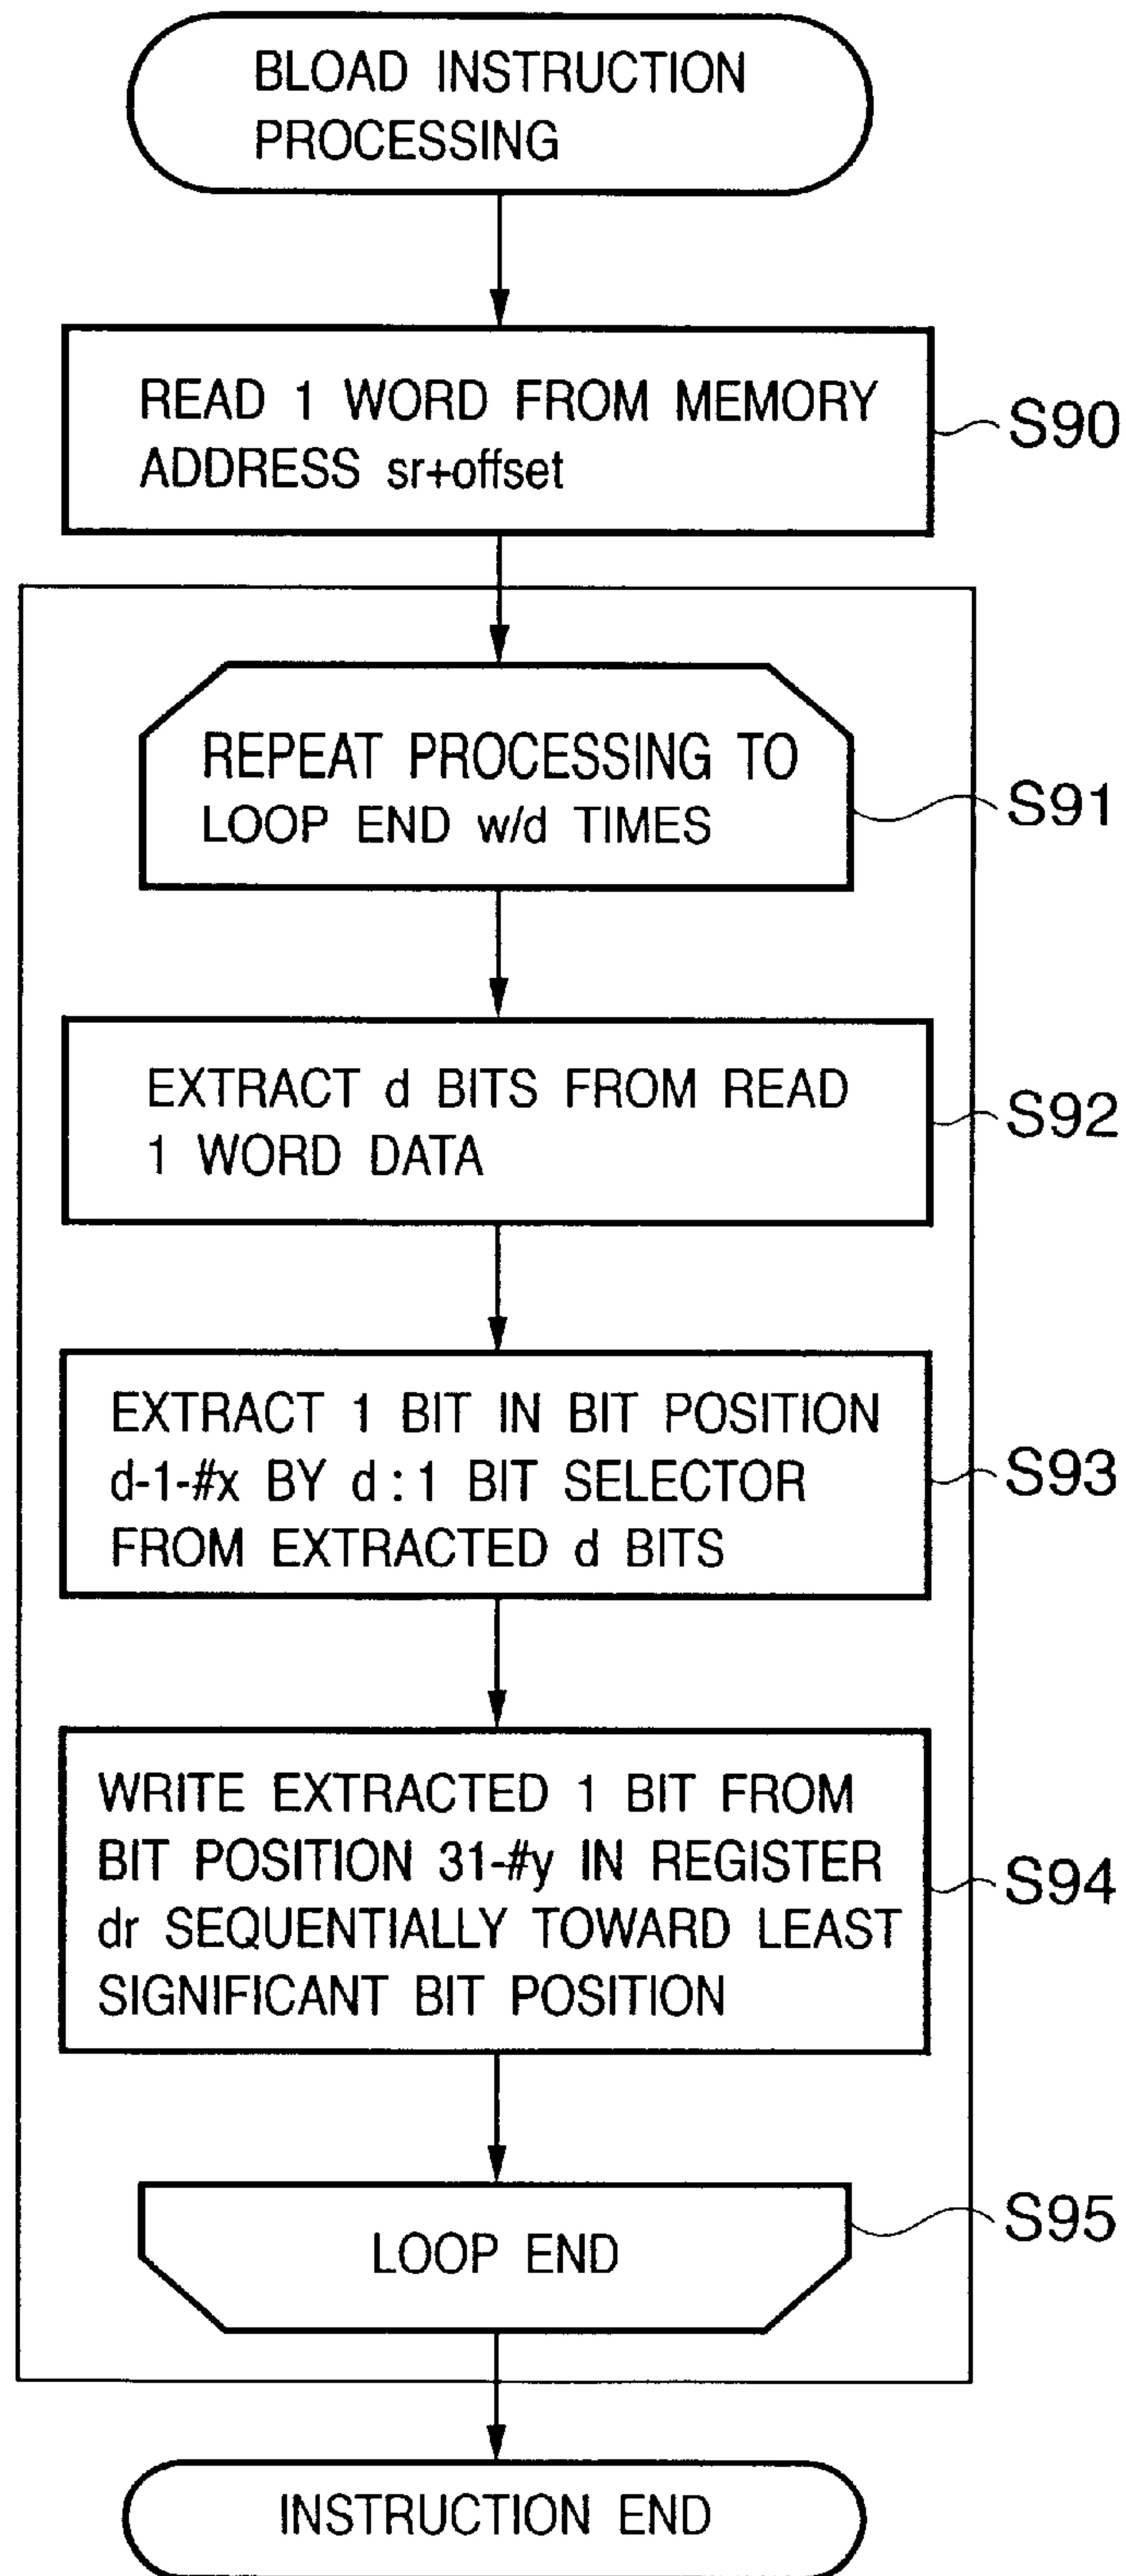 BLOAD INSTRUCTION
PROCESSING
READ 1 WORD FROM MEMORY
ADDRESS sr+offset
S90
REPEAT PROCESSING TO
LOOP END w/d TIMES
S91
EXTRACT d BITS FROM READ
1 WORD DATA
S92
EXTRACT 1 BIT IN BIT POSITION
d-1-#x BY d:1 BIT SELECTOR
FROM EXTRACTED d BITS
S93
WRITE EXTRACTED 1 BIT FROM
BIT POSITION 31-#y IN REGISTER
dr SEQUENTIALLY TOWARD LEAST
SIGNIFICANT BIT POSITION
S94
LOOP END
S95
INSTRUCTION END